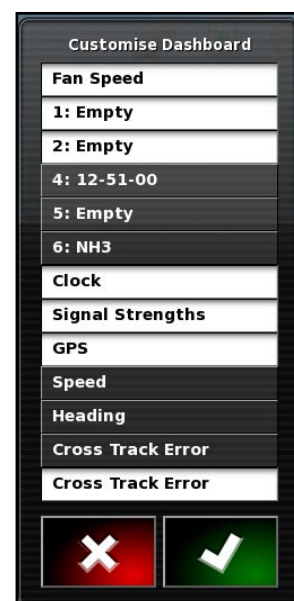 Customise Dashboard
Fan Speed
1: Empty
2: Empty
4: 12-51-00
5: Empty
6: NH3
Clock
Signal Strengths
GPS
Speed
Heading
Cross Track Error
Cross Track Error